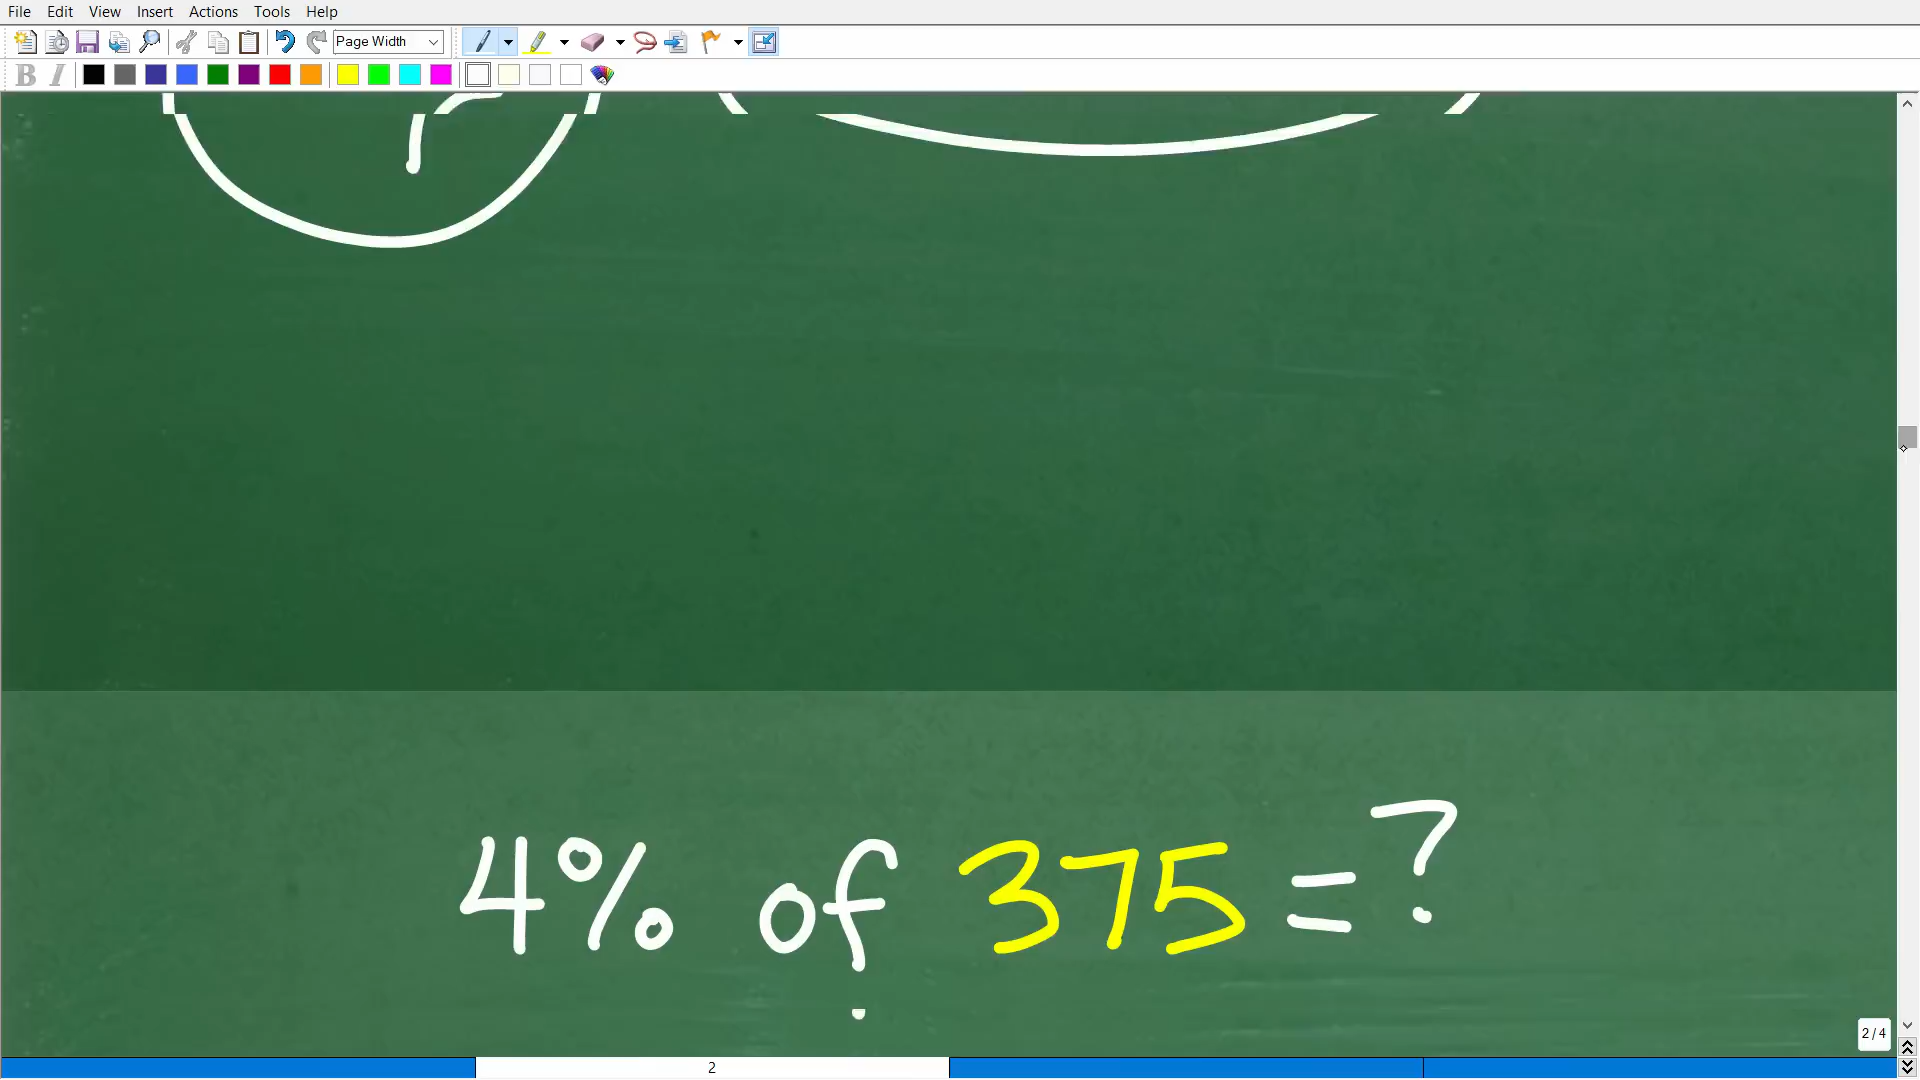 File Edit View Insert Actions Tools Help
Page Width
B I
4% of 375 = ?
2 / 4
2